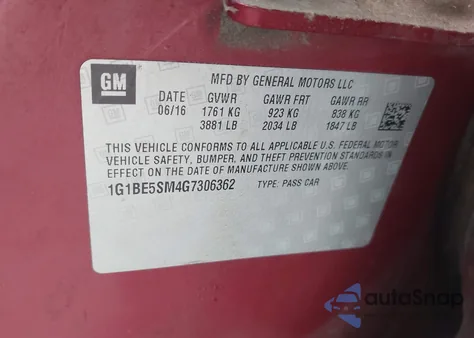 GM
MFD BY GENERAL MOTORS LLC
DATE GVWR GAWR FRT GAWR RR
06/16 1761 KG 923 KG 838 KG
3881 LB 2034 LB 1847 LB
THIS VEHICLE CONFORMS TO ALL APPLICABLE U.S. FEDERAL MOTOR
VEHICLE SAFETY, BUMPER, AND THEFT PREVENTION STANDARDS IN
EFFECT ON THE DATE OF MANUFACTURE SHOWN ABOVE.
1G1BE5SM4G7306362 TYPE: PASS CAR
autoSnap